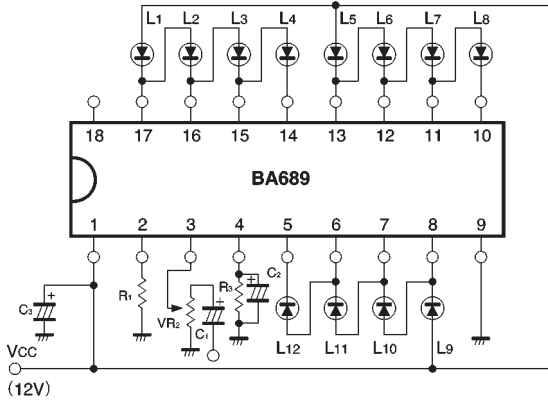 L1 L2 L3 L4 L5 L6 L7 L8
18 17 16 15 14 13 12 11 10
BA689
1 2 3 4 5 6 7 8 9
C3 + R1 VR2 + C1 R3 + C2
L12 L11 L10 L9
VCC
(12V)